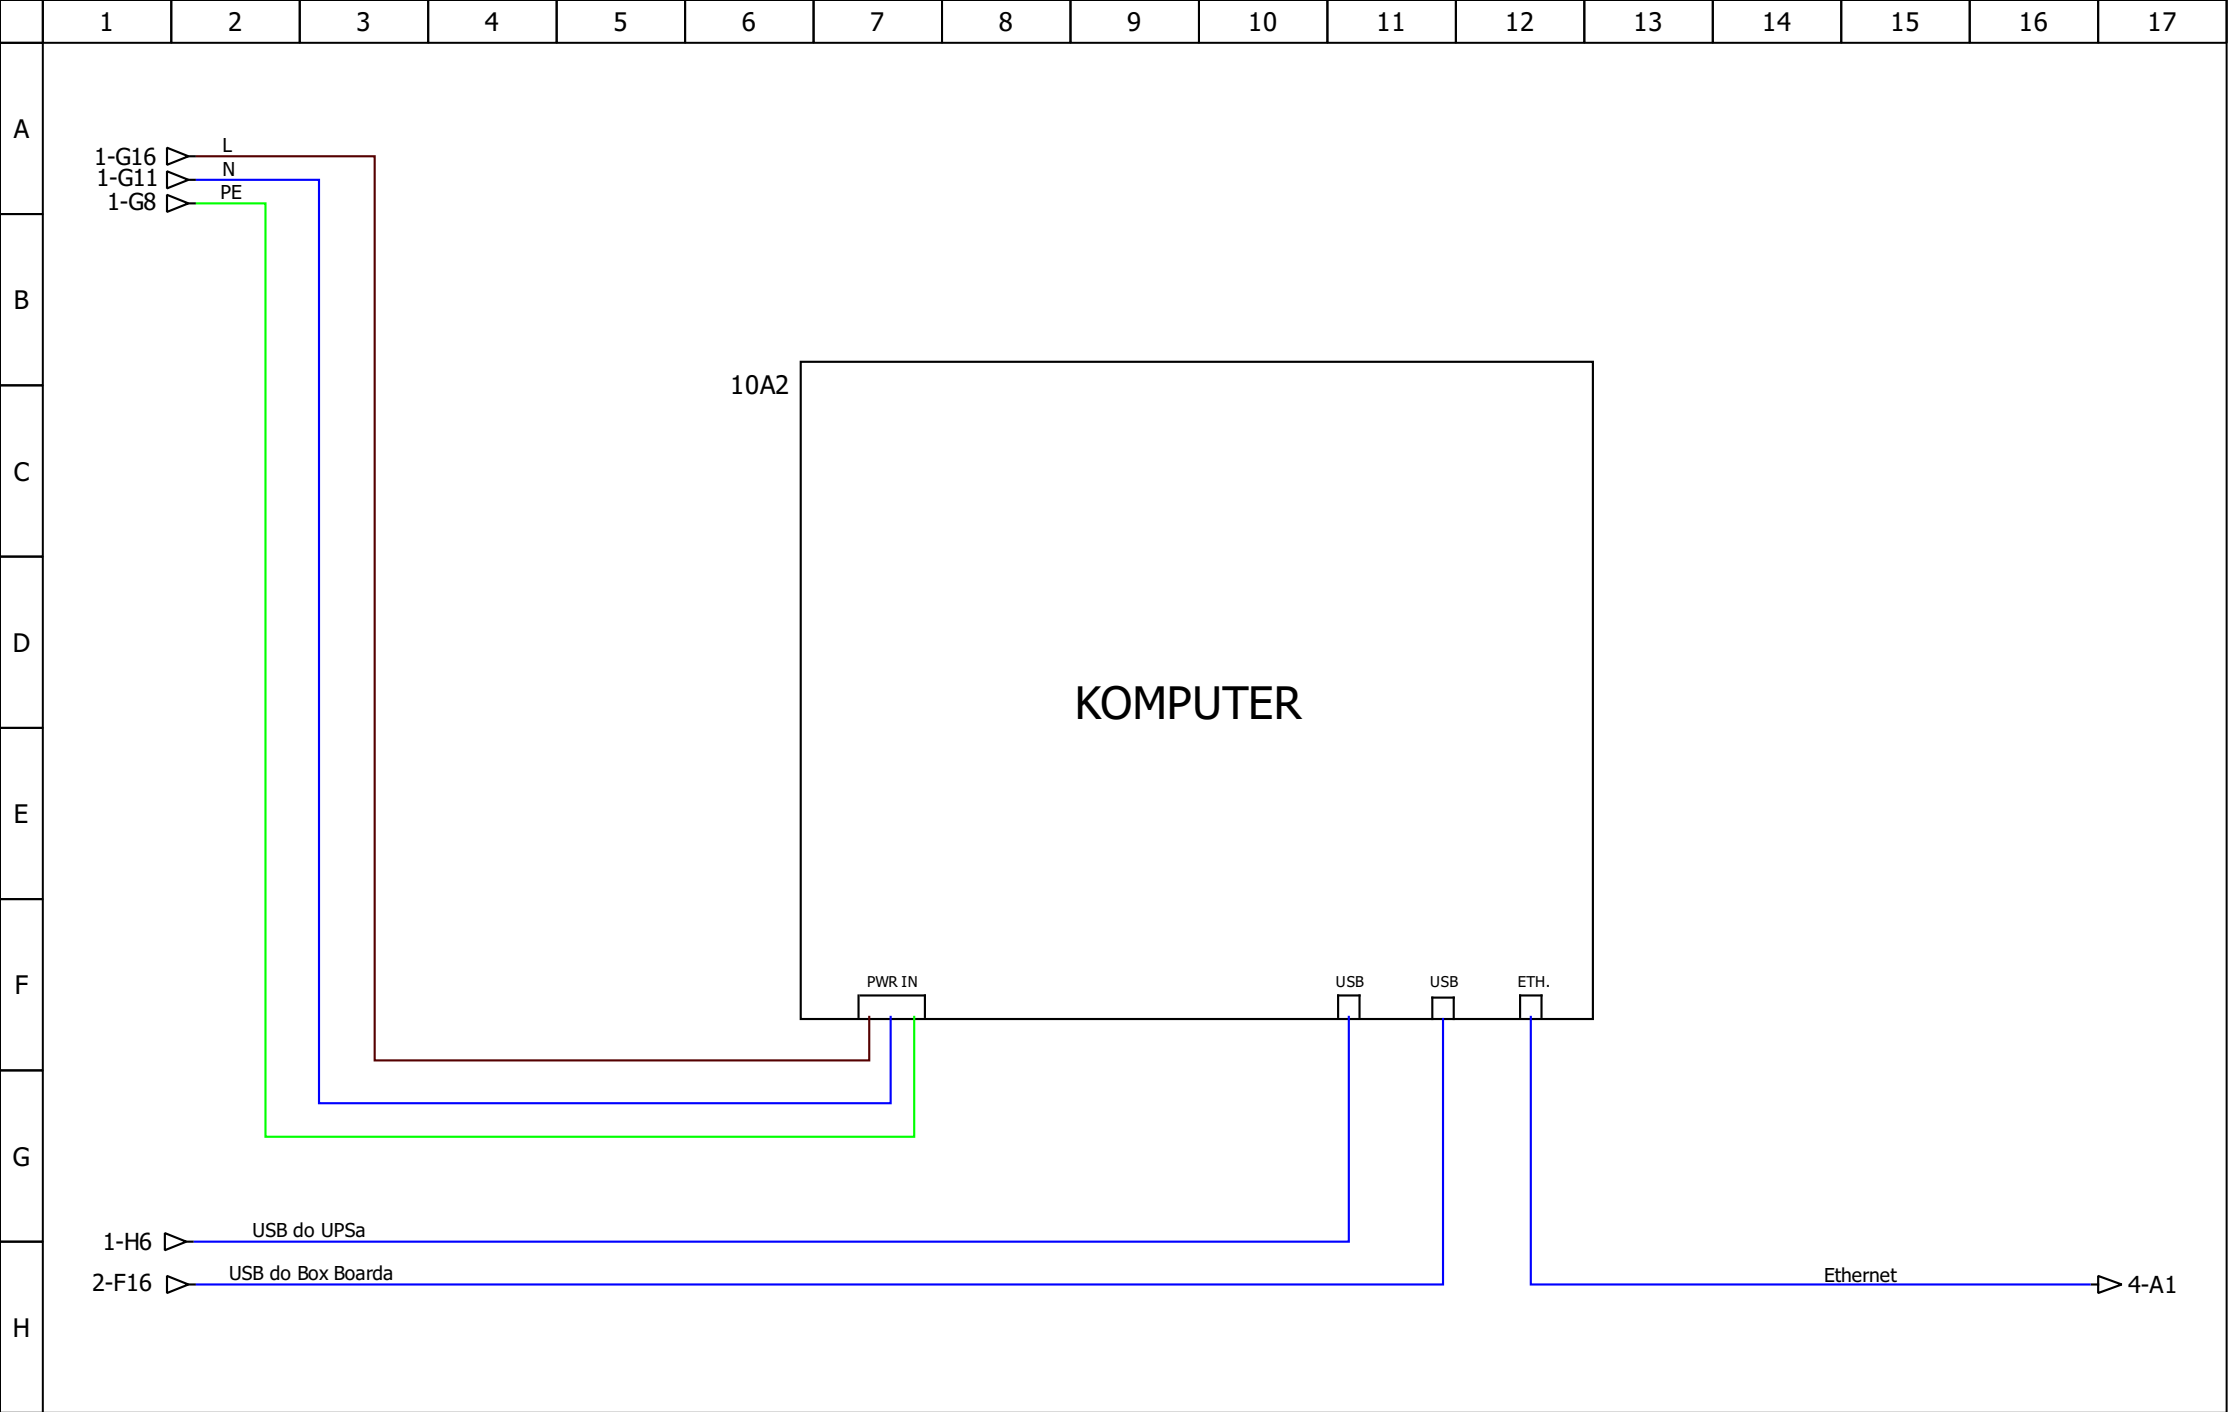 1 2 3 4 5 6 7 8 9 10 11 12 13 14 15 16 17
A
1-G16 L
1-G11 N
1-G8 PE
B
10A2
C
D
KOMPUTER
E
F
PWR IN USB USB ETH.
G
1-H6 USB do UPSa
2-F16 USB do Box Boarda Ethernet 4-A1
H